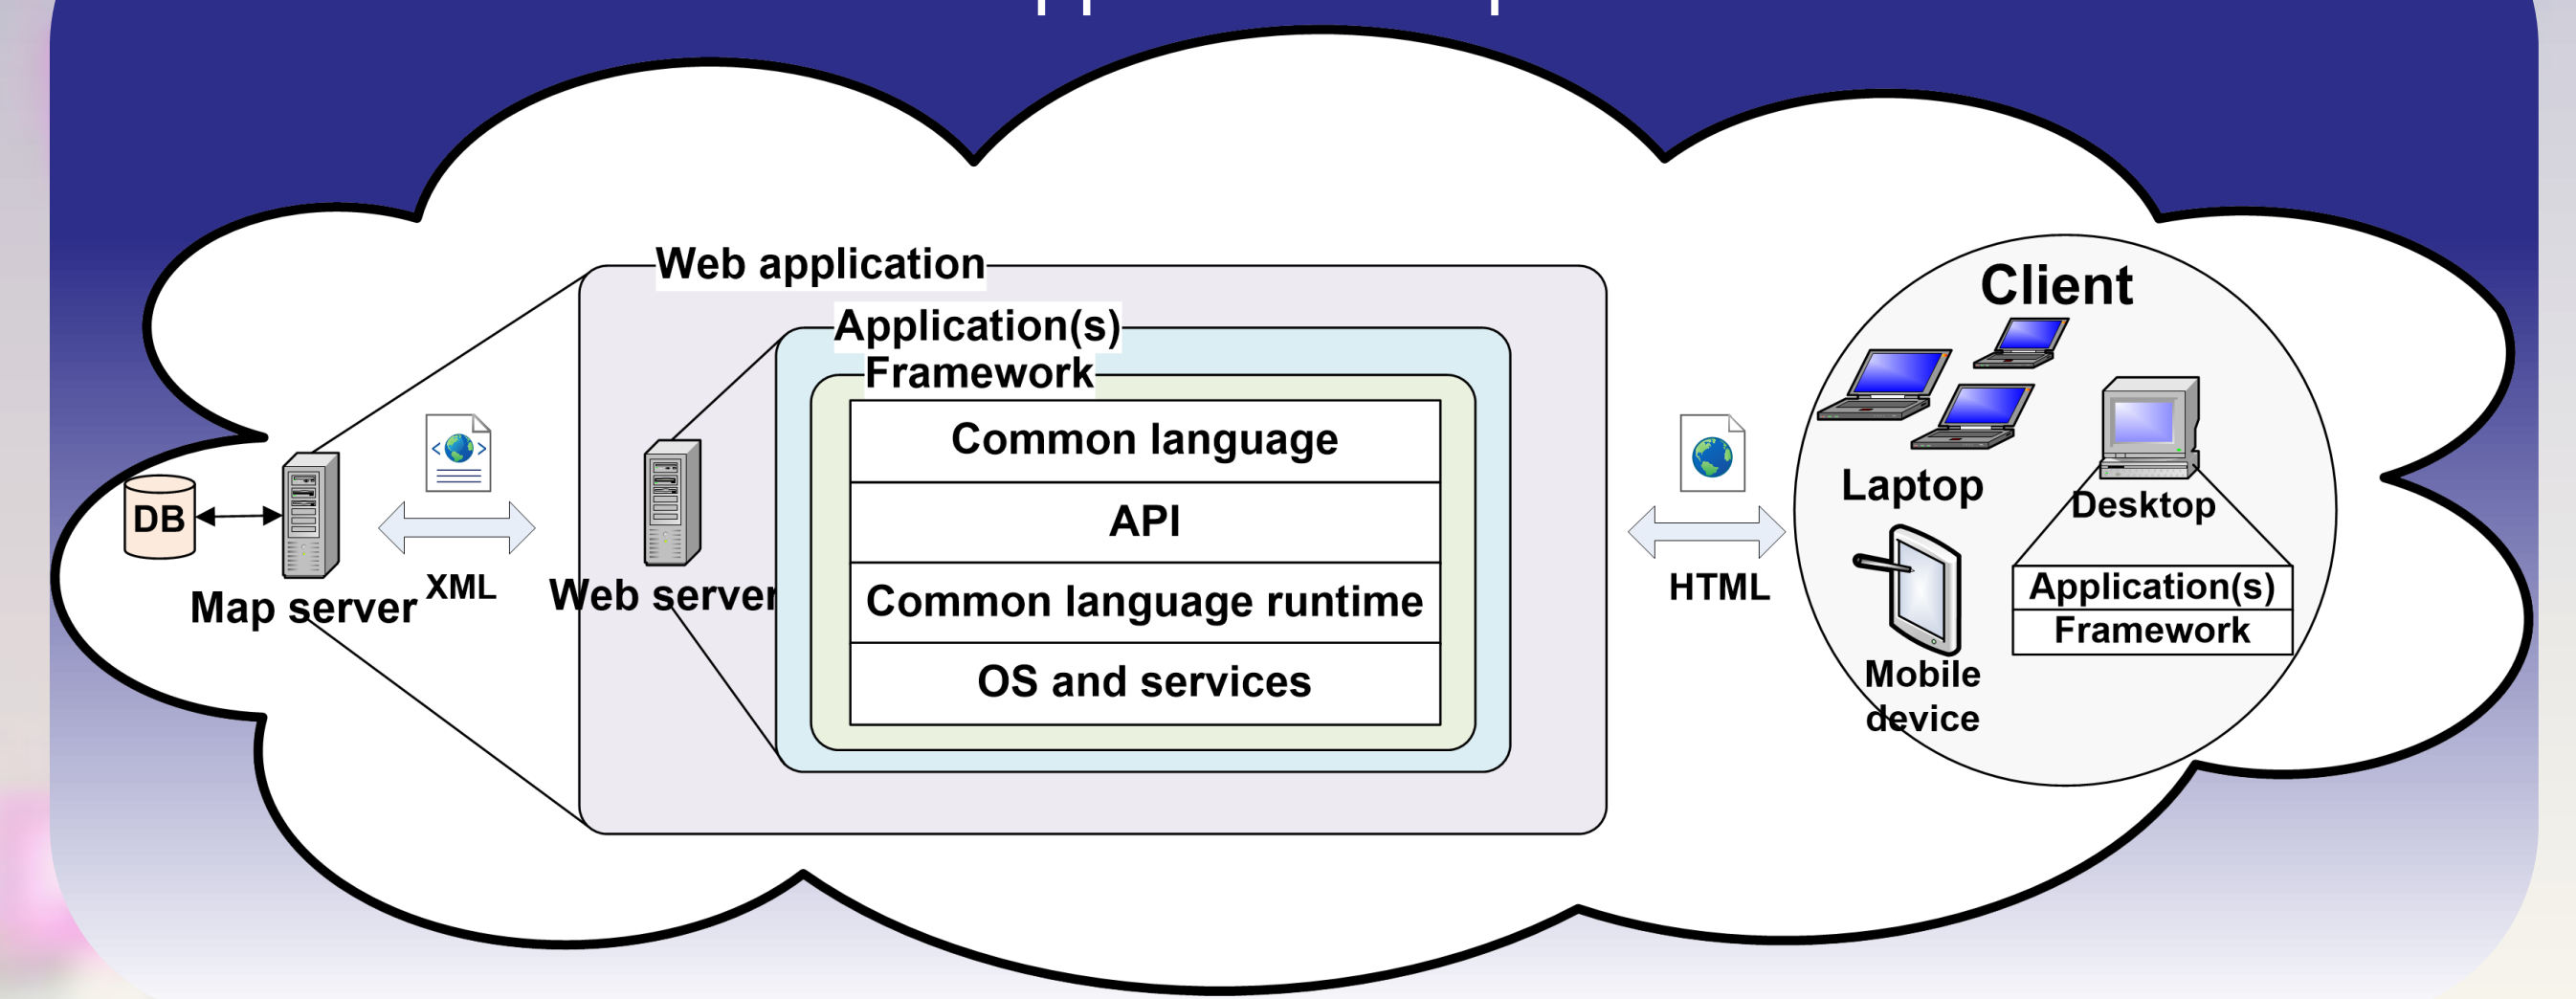 Web application
Application(s)
Framework
Common language
API
Common language runtime
OS and services
DB
Map server
XML
Web server
HTML
Client
Laptop
Desktop
Application(s)
Framework
Mobile
device